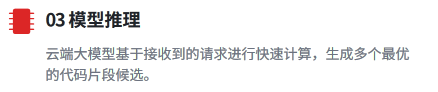 03 模型推理
云端大模型基于接收到的请求进行快速计算，生成多个最优
的代码片段候选。